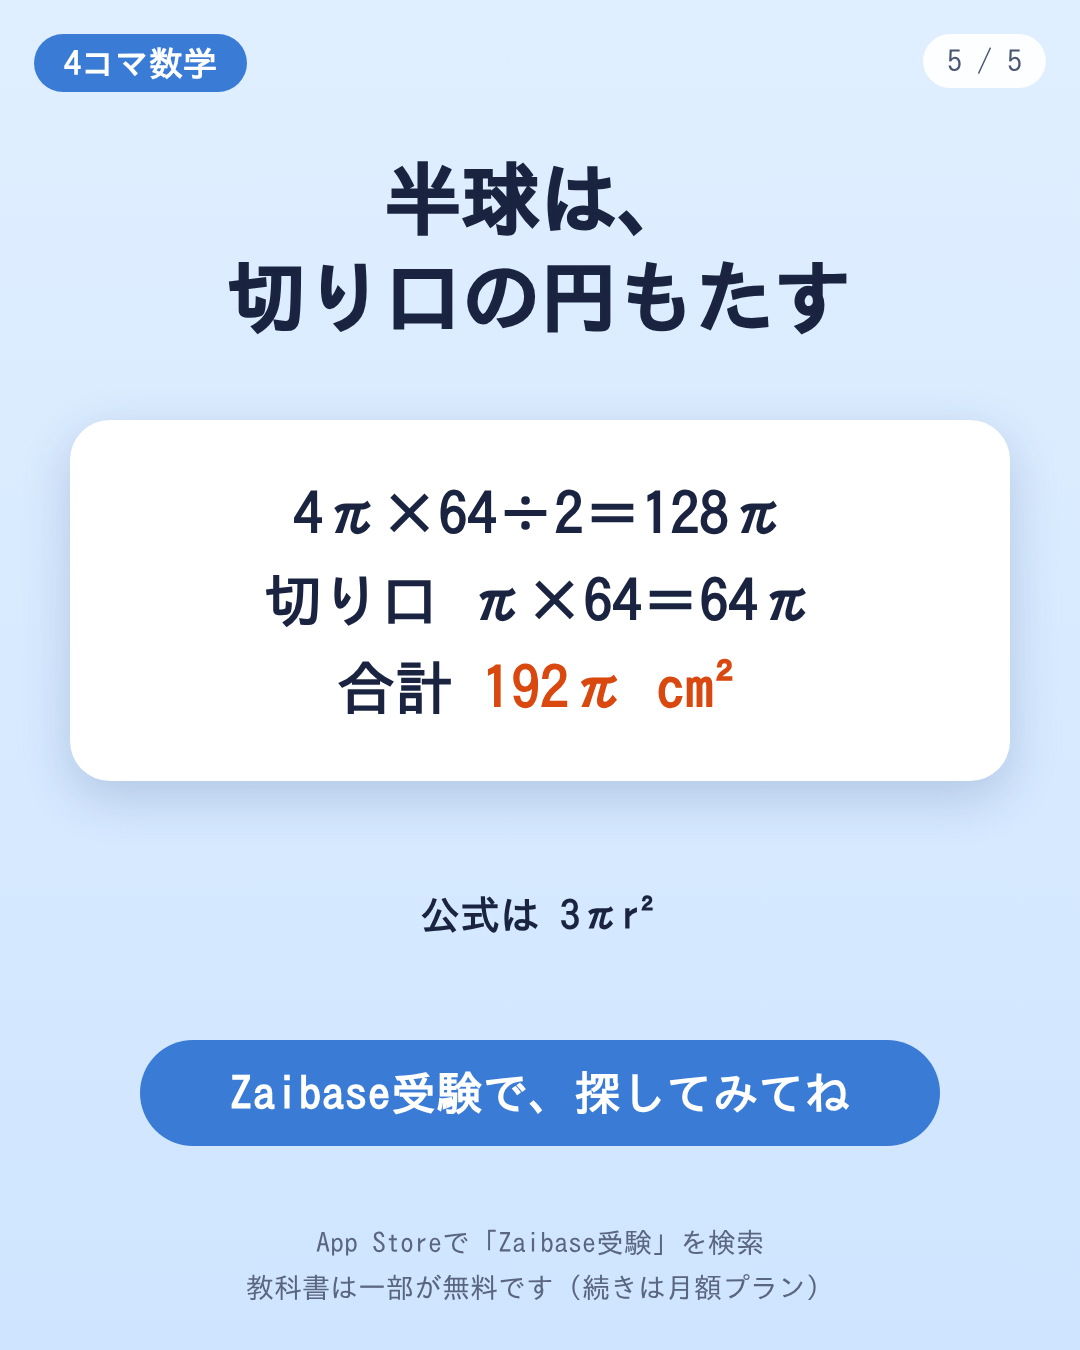 4コマ数学
5 / 5
半球は、
切り口の円もたす
4π×64÷2＝128π
切り口 π×64＝64π
合計 192π cm²
公式は 3πr²
Zaibase受験で、探してみてね
App Storeで「Zaibase受験」を検索
教科書は一部が無料です（続きは月額プラン）